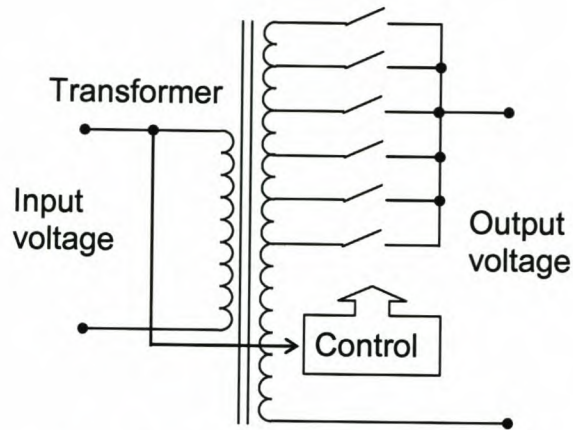 Transformer
Input
voltage
Output
voltage
Control